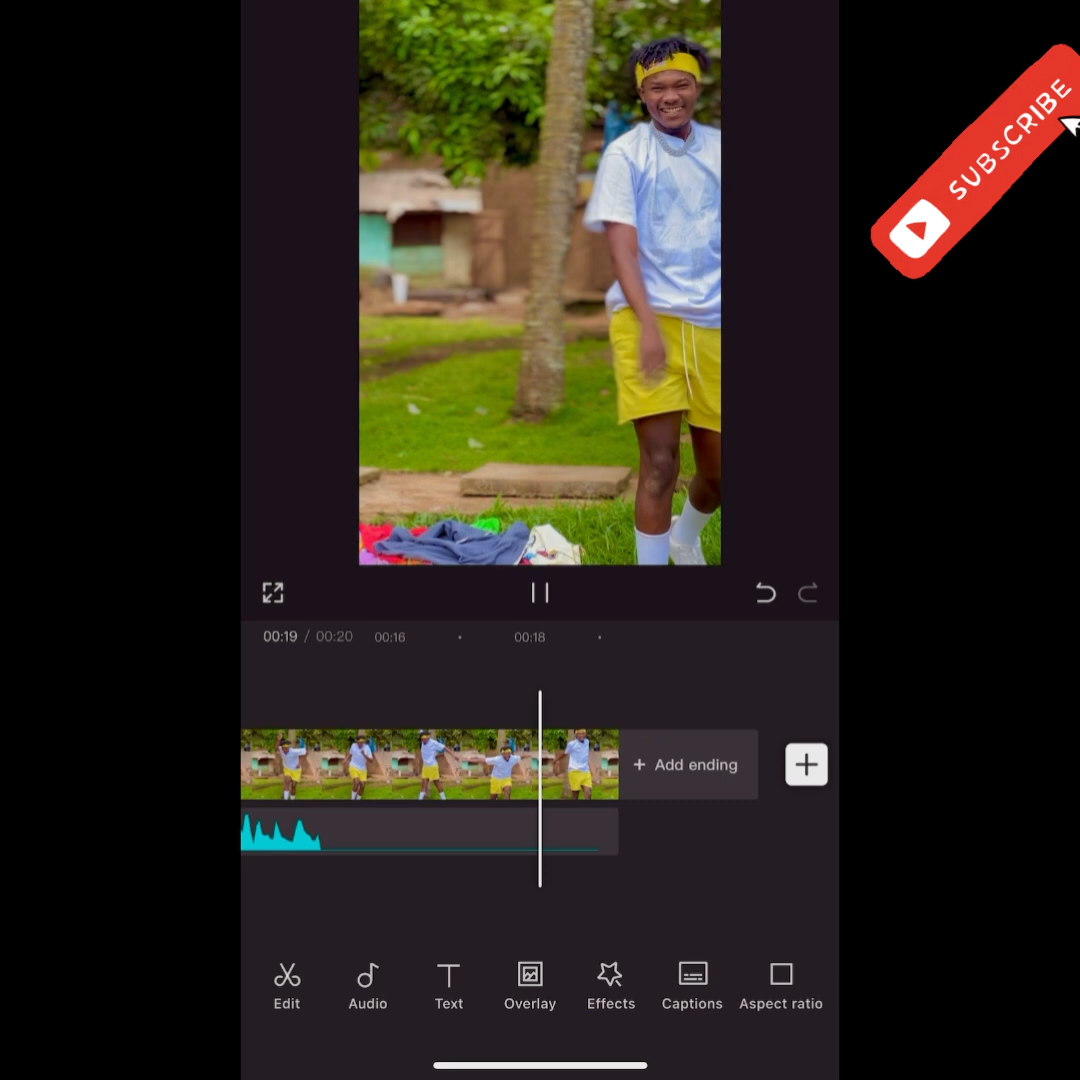 SUBSCRIBE
00:19 / 00:20 00:16 00:18
+ Add ending
Edit Audio Text Overlay Effects Captions Aspect ratio